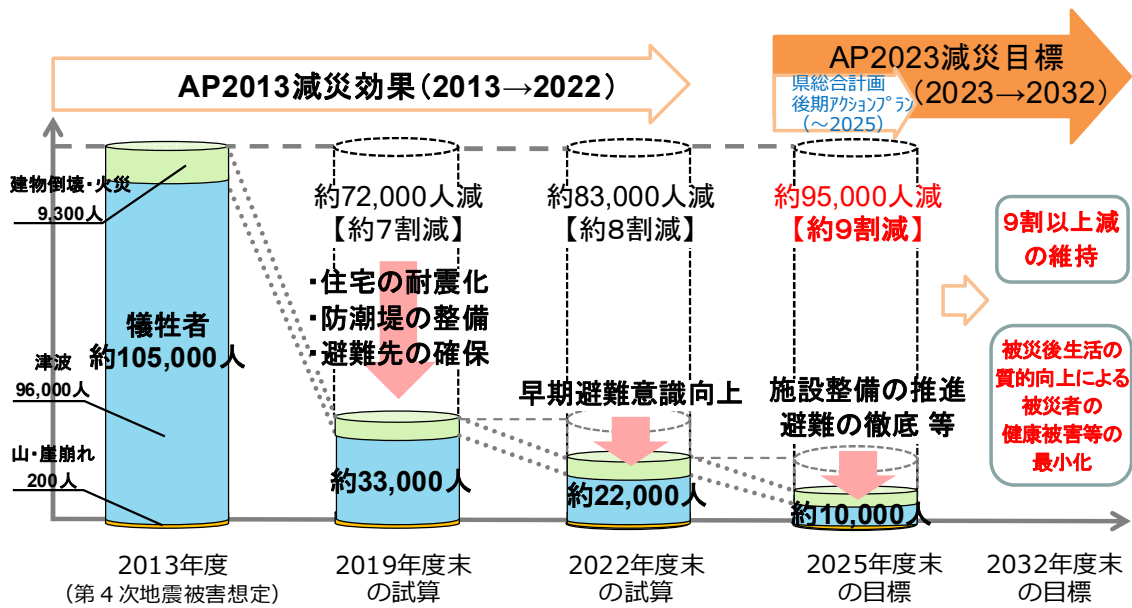 AP2013減災効果(2013→2022)
AP2023減災目標
(2023→2032)
県総合計画
後期ｱｸｼｮﾝﾌﾟﾗﾝ
(～2025)
建物倒壊・火災
9,300人
津波
96,000人
山・崖崩れ
200人
犠牲者
約105,000人
約72,000人減
【約7割減】
・住宅の耐震化
・防潮堤の整備
・避難先の確保
約33,000人
約83,000人減
【約8割減】
早期避難意識向上
約22,000人
約95,000人減
【約9割減】
施設整備の推進
避難の徹底 等
約10,000人
9割以上減
の維持
被災後生活の
質的向上による
被災者の
健康被害等の
最小化
2013年度
(第４次地震被害想定)
2019年度末
の試算
2022年度末
の試算
2025年度末
の目標
2032年度末
の目標